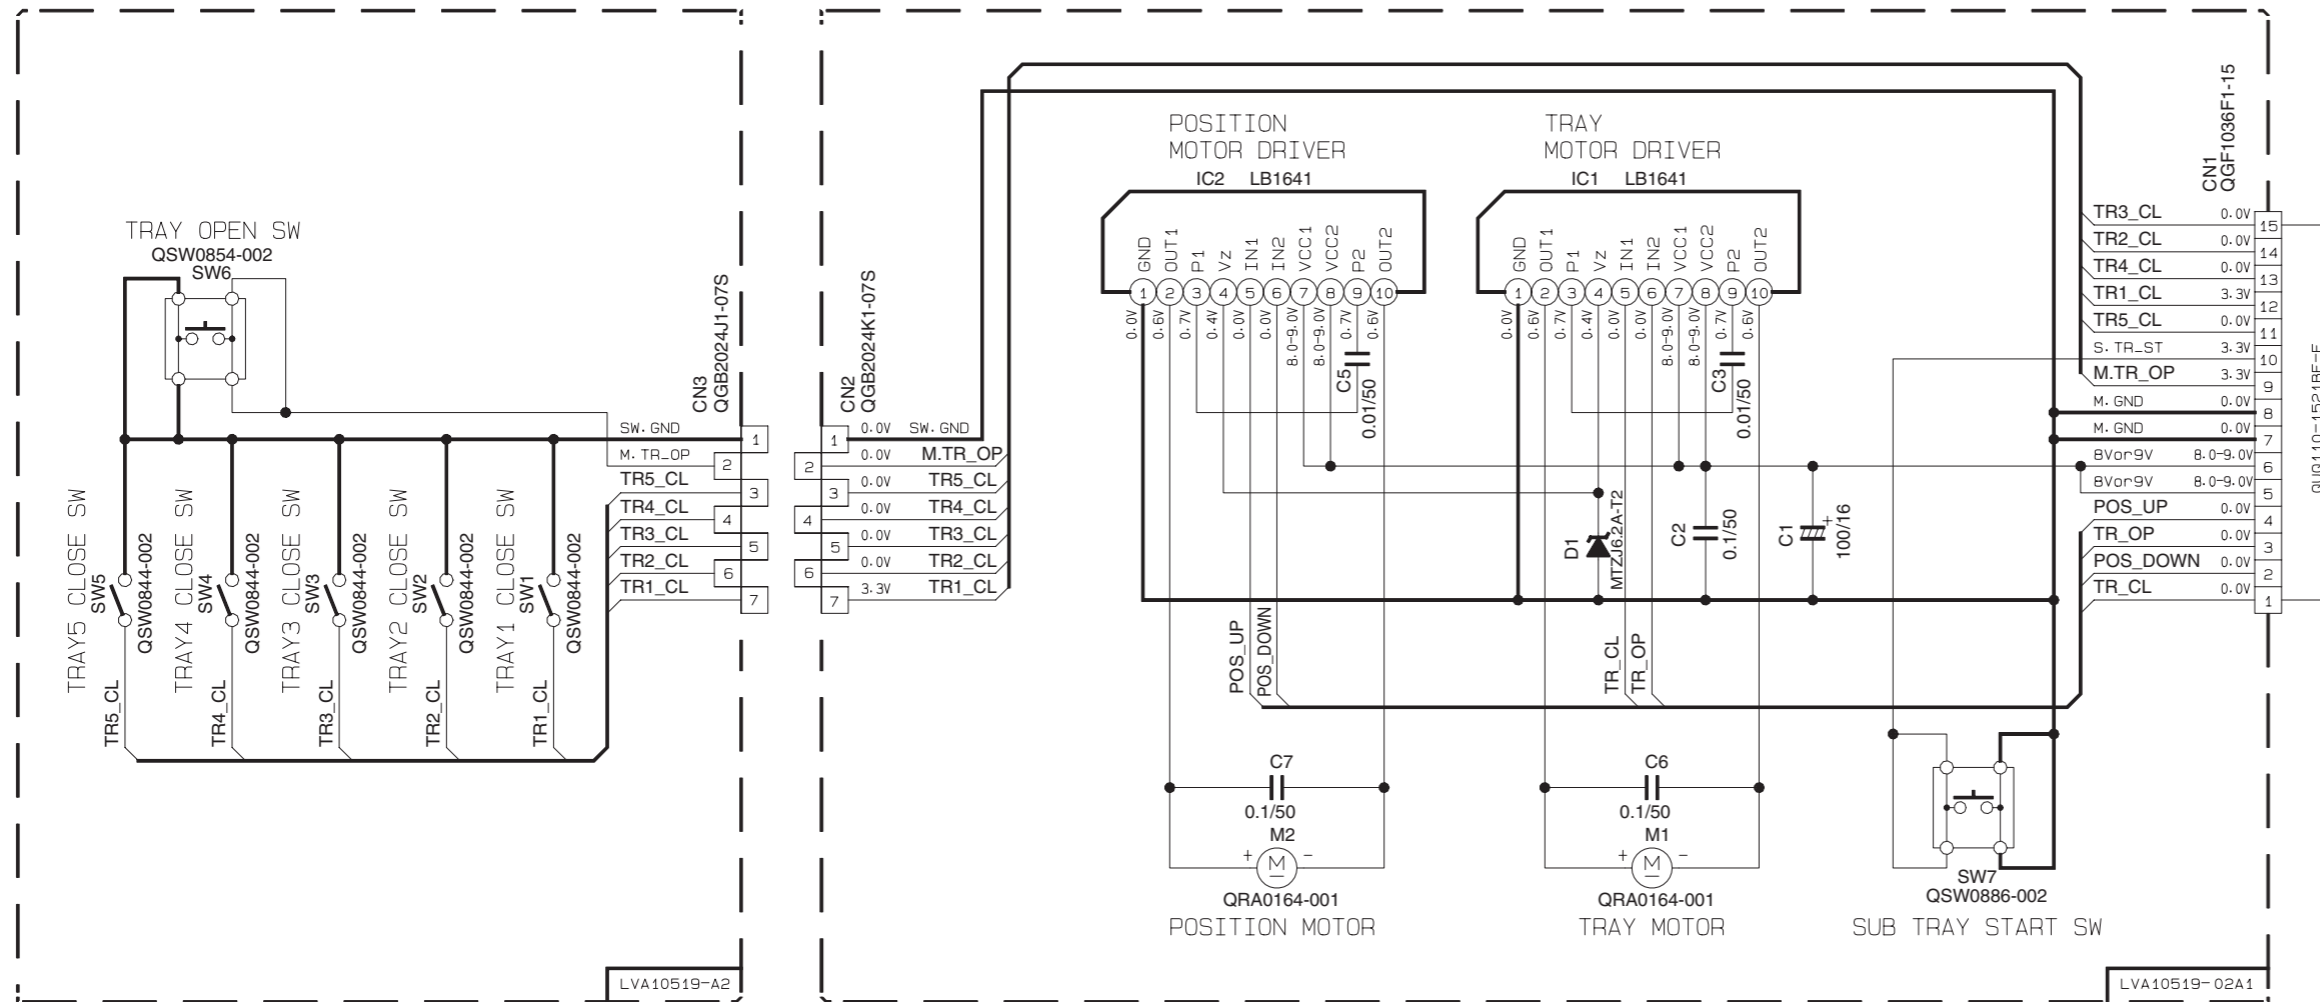 TRAY OPEN SW
QSW0854-002
SW6
CN3
QGB2024J1-07S
SW. GND
1
M. TR_OP
2
TR5_CL
3
TR4_CL
4
TR3_CL
5
TR2_CL
6
TR1_CL
7
TRAY5 CLOSE SW
SW5
QSW0844-002
TRAY4 CLOSE SW
SW4
QSW0844-002
TRAY3 CLOSE SW
SW3
QSW0844-002
TRAY2 CLOSE SW
SW2
QSW0844-002
TRAY1 CLOSE SW
SW1
QSW0844-002
TR5_CL
TR4_CL
TR3_CL
TR2_CL
TR1_CL
LVA10519-A2
CN2
QGB2024K1-07S
1 0.0V SW. GND
2 0.0V M.TR_OP
3 0.0V TR5_CL
4 0.0V TR4_CL
5 0.0V TR3_CL
6 0.0V TR2_CL
7 3.3V TR1_CL
POSITION
MOTOR DRIVER
IC2 LB1641
GND OUT1 P1 Vz IN1 IN2 VCC1 VCC2 P2 OUT2
1 2 3 4 5 6 7 8 9 10
0.0V 0.6V 0.7V 0.4V 0.0V 0.0V 8.0-9.0V 8.0-9.0V 0.7V 0.6V
C5
0.01/50
TRAY
MOTOR DRIVER
IC1 LB1641
GND OUT1 P1 Vz IN1 IN2 VCC1 VCC2 P2 OUT2
1 2 3 4 5 6 7 8 9 10
0.0V 0.6V 0.7V 0.4V 0.0V 0.0V 8.0-9.0V 8.0-9.0V 0.7V 0.6V
C3
0.01/50
D1
MTZJ6.2A-T2
C2
0.1/50
C1
+
100/16
POS_UP
POS_DOWN
TR_CL
TR_OP
C7
0.1/50
M2
+ M -
QRA0164-001
POSITION MOTOR
C6
0.1/50
M1
+ M -
QRA0164-001
TRAY MOTOR
SW7
QSW0886-002
SUB TRAY START SW
CN1
QGF1036F1-15
TR3_CL 0.0V 15
TR2_CL 0.0V 14
TR4_CL 0.0V 13
TR1_CL 3.3V 12
TR5_CL 0.0V 11
S. TR_ST 3.3V 10
M.TR_OP 3.3V 9
M. GND 0.0V 8
M. GND 0.0V 7
8Vor9V 8.0-9.0V 6
8Vor9V 8.0-9.0V 5
POS_UP 0.0V 4
TR_OP 0.0V 3
POS_DOWN 0.0V 2
TR_CL 0.0V 1
LVA10519-02A1